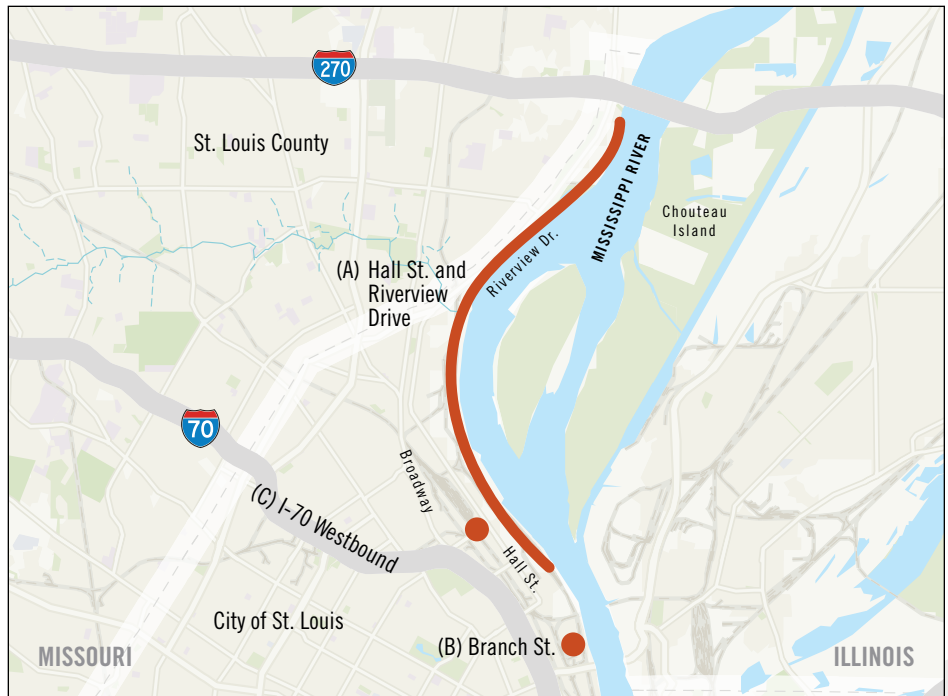 270
St. Louis County
MISSISSIPPI RIVER
Chouteau
Island
Riverview Dr.
(A) Hall St. and
Riverview
Drive
70
Broadway
(C) I-70 Westbound
Hall St.
City of St. Louis
(B) Branch St.
MISSOURI
ILLINOIS